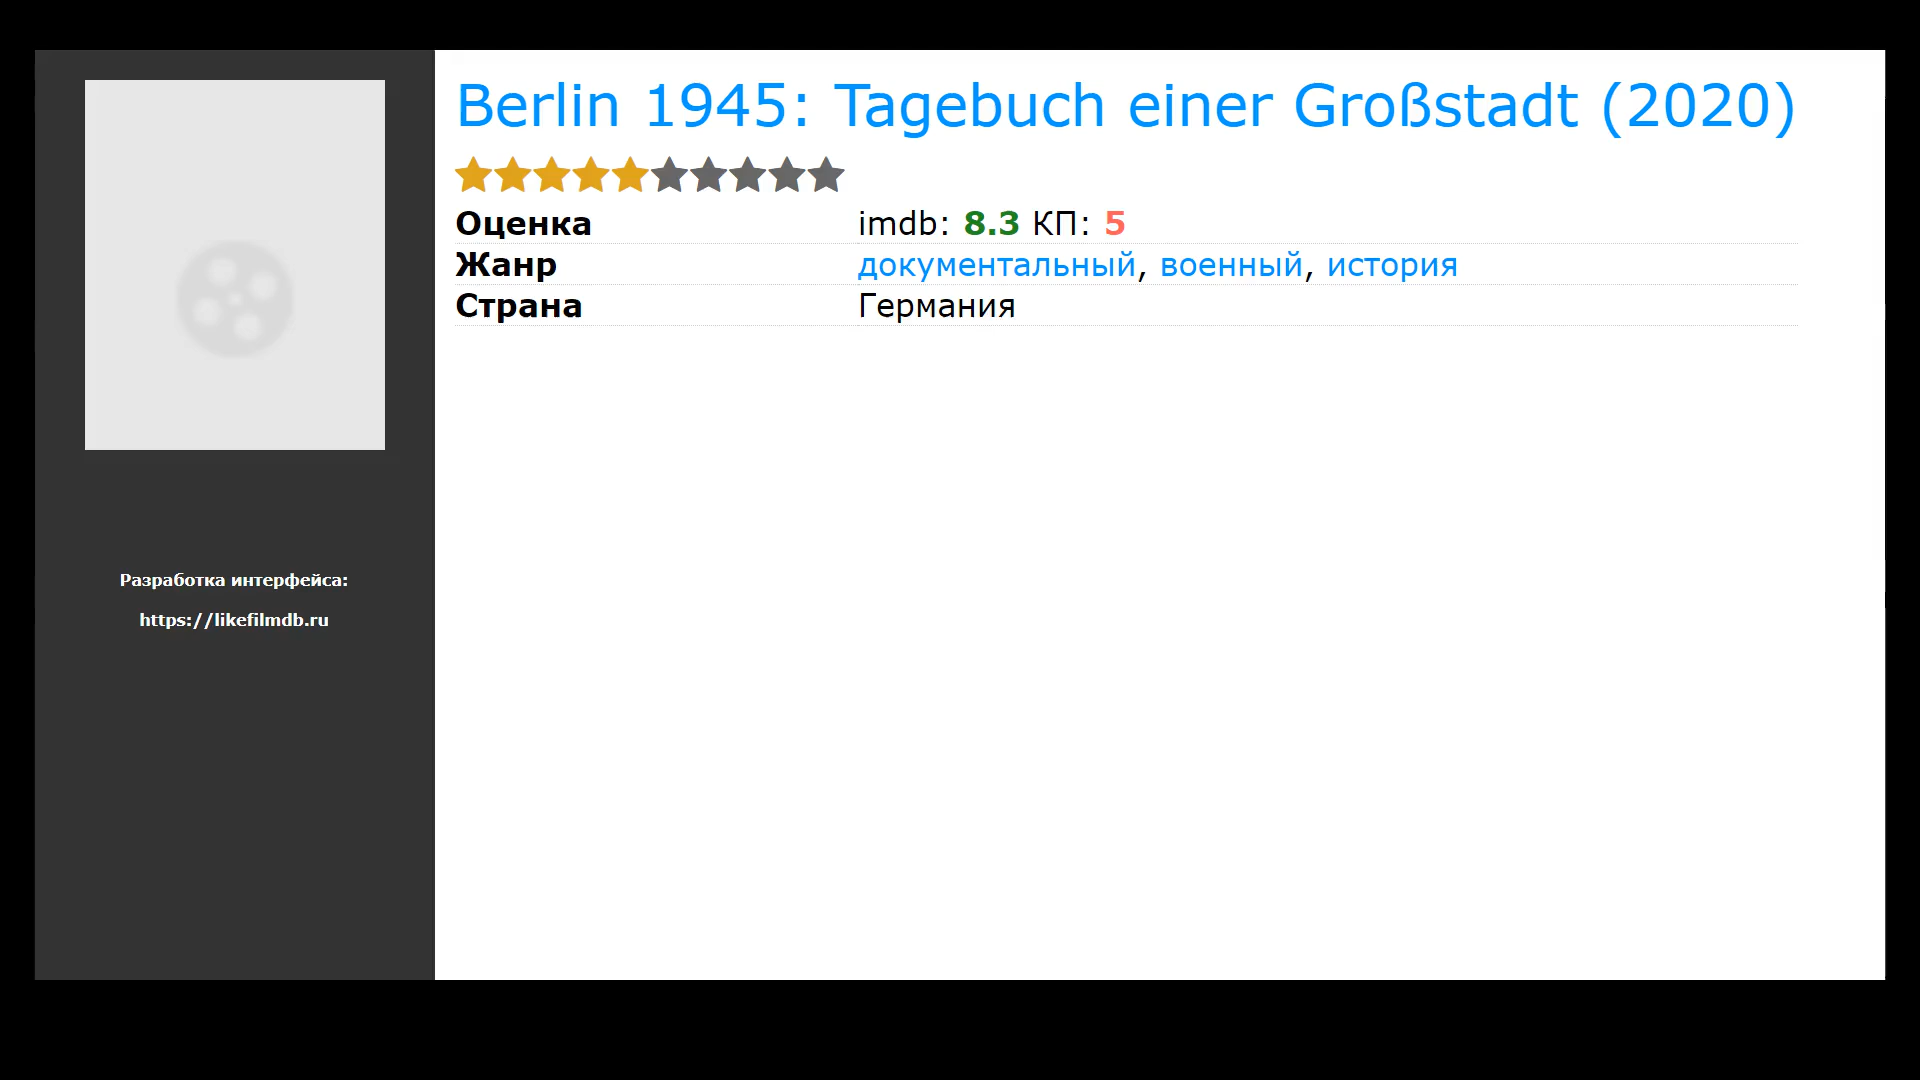 Berlin 1945: Tagebuch einer Großstadt (2020)
Оценка imdb: 8.3 КП: 5
Жанр документальный, военный, история
Страна Германия
Разработка интерфейса:
https://likefilmdb.ru